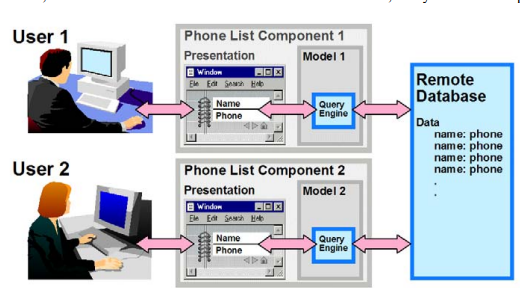 User 1
Phone List Component 1
Presentation
Model 1
Window
File Edit Search Help
Name
Phone
Query
Engine
Remote
Database
Data
name: phone
name: phone
name: phone
name: phone
.
.
User 2
Phone List Component 2
Presentation
Model 2
Window
File Edit Search Help
Name
Phone
Query
Engine